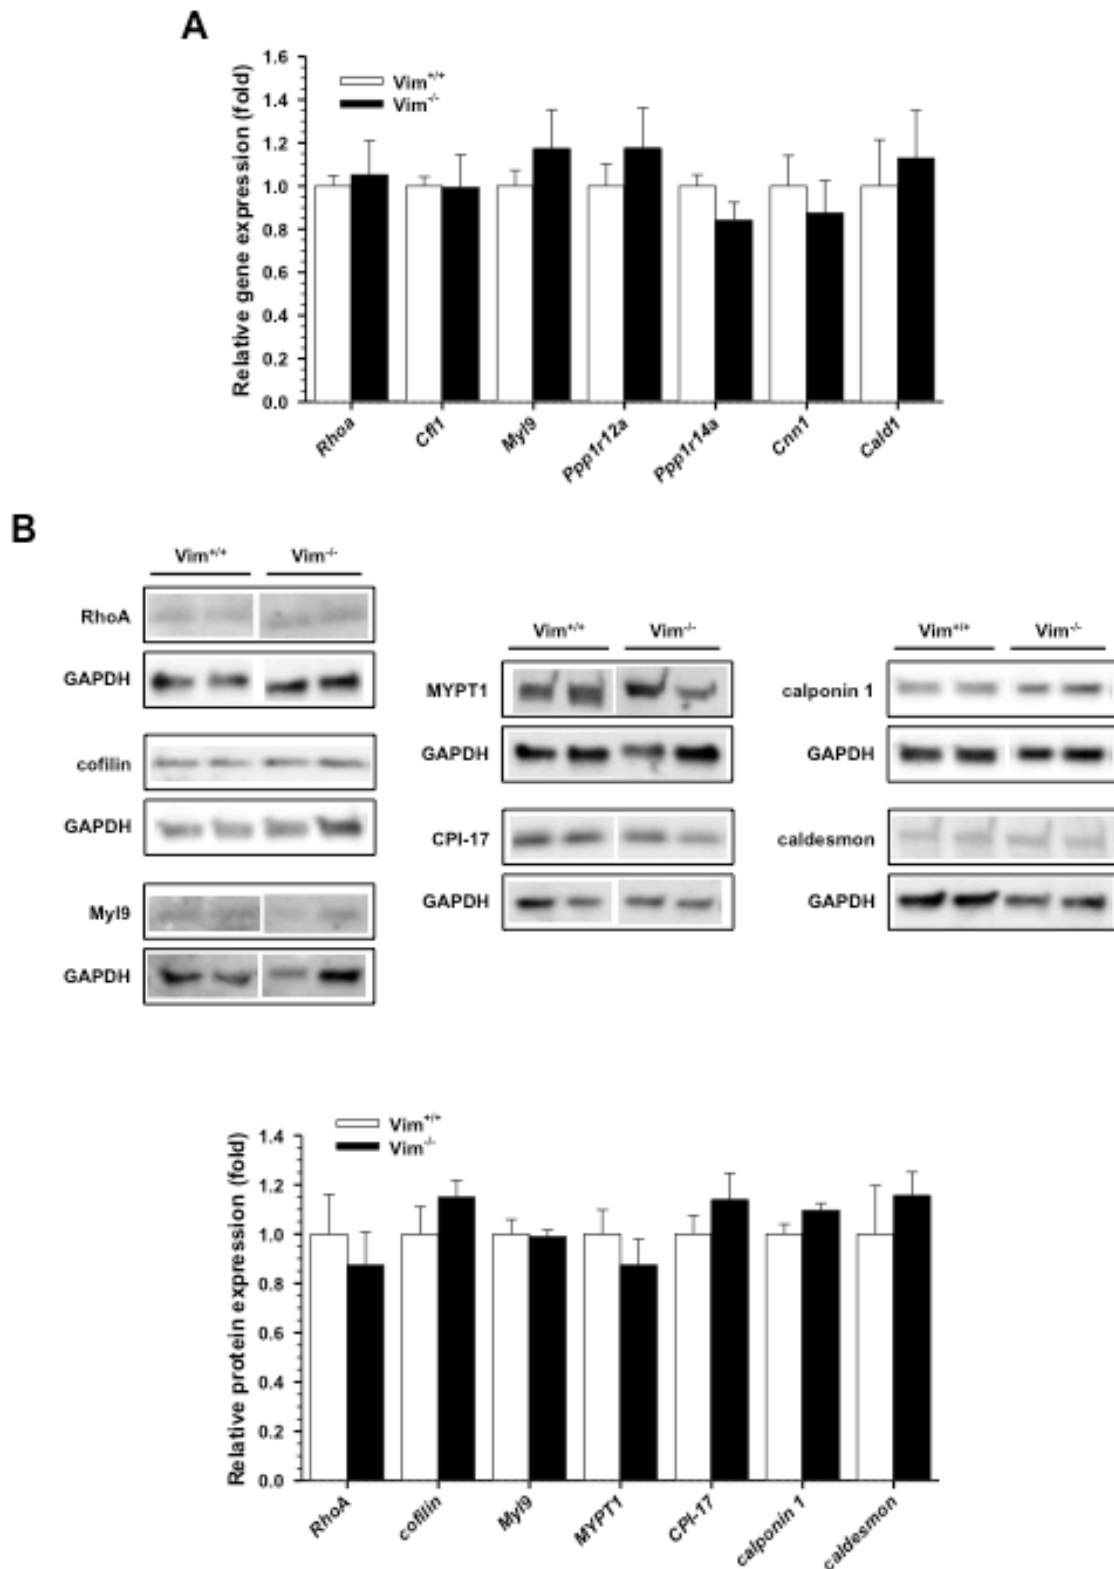 A
Relative gene expression (fold)
1.6
1.4
1.2
1.0
0.8
0.6
0.4
0.2
0.0
Vim+/+
Vim-/-
Rhoa
Cfl1
Myl9
Ppp1r12a
Ppp1r14a
Cnn1
Cald1
B
Vim+/+ Vim-/-
RhoA
GAPDH
cofilin
GAPDH
Myl9
GAPDH
Vim+/+ Vim-/-
MYPT1
GAPDH
CPI-17
GAPDH
Vim+/+ Vim-/-
calponin 1
GAPDH
caldesmon
GAPDH
Relative protein expression (fold)
1.4
1.2
1.0
0.8
0.6
0.4
0.2
0.0
Vim+/+
Vim-/-
RhoA
cofilin
Myl9
MYPT1
CPI-17
calponin 1
caldesmon